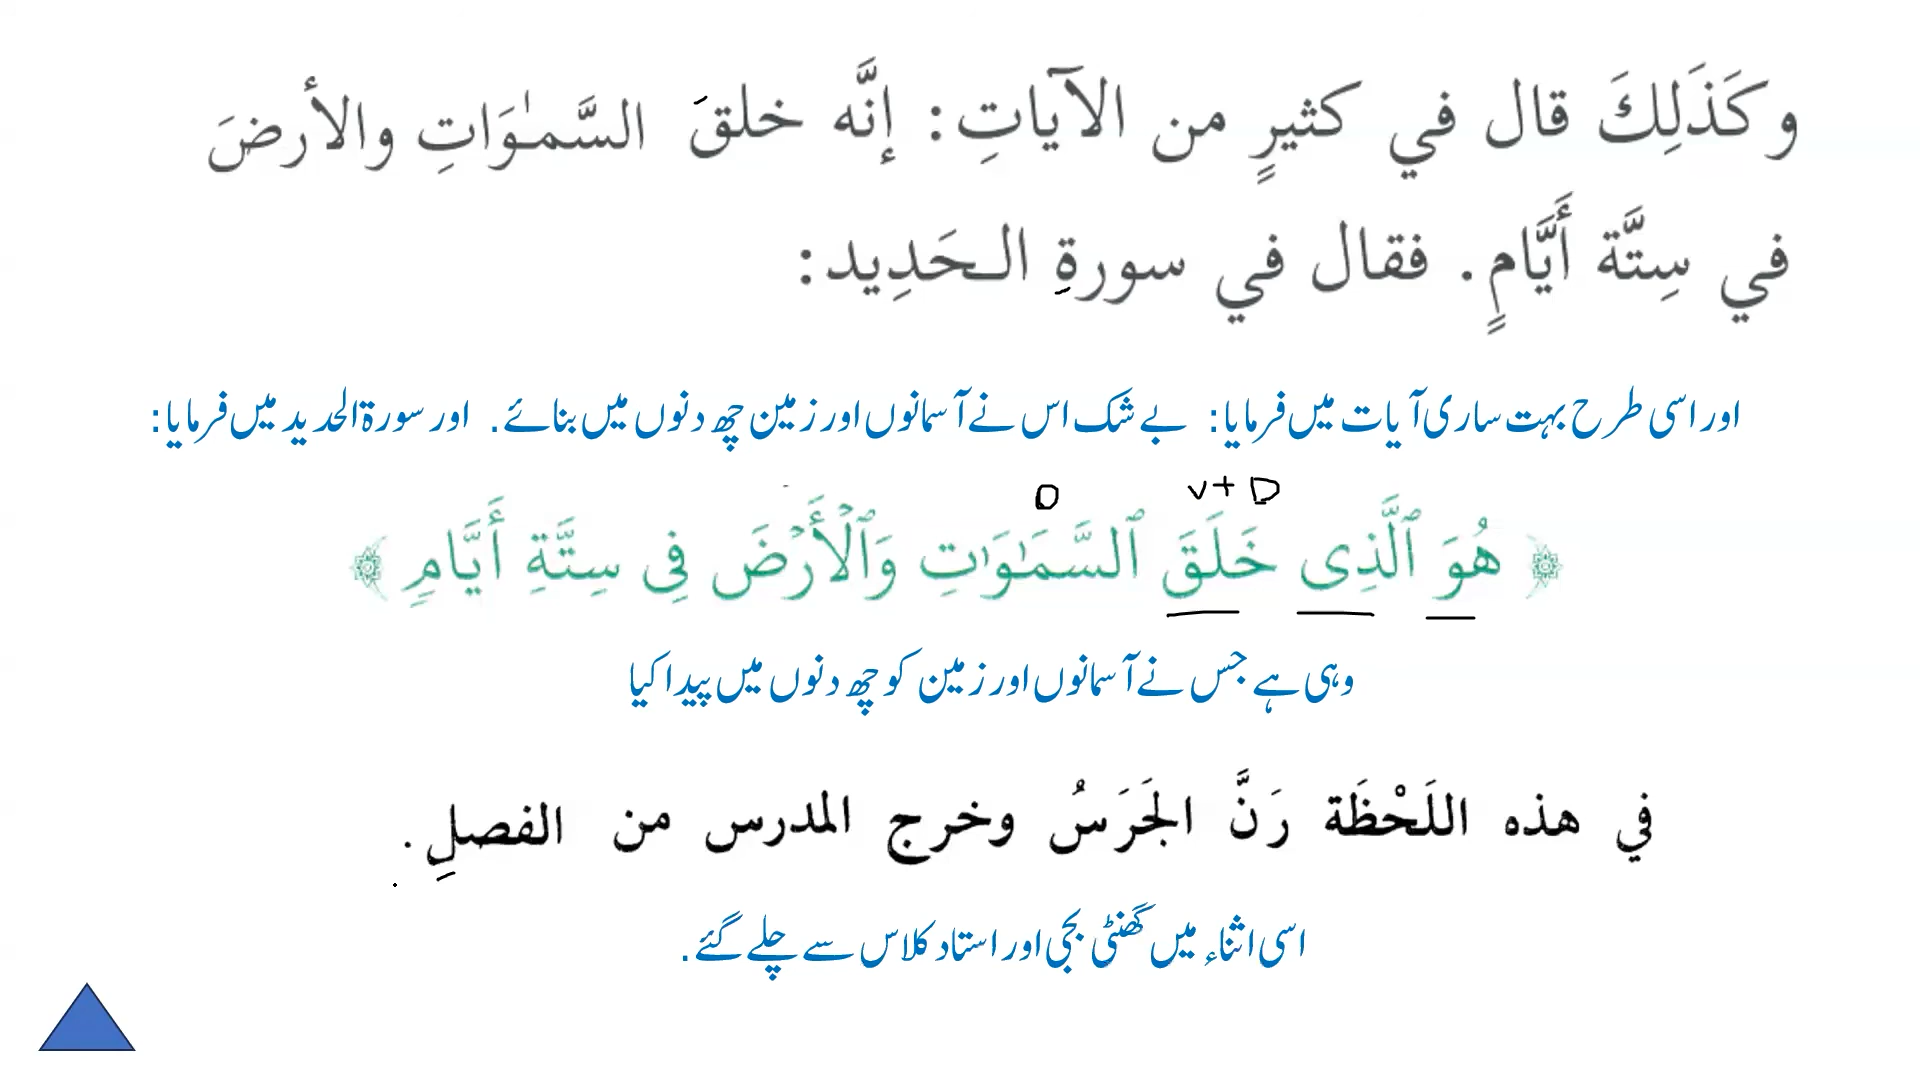 وكَذَلِكَ قال في كثيرٍ من الآياتِ: إنَّه خلقَ السَّمٰوَاتِ والأرضَ
في سِتَّة أَيَّامٍ. فقال في سورةِ الحَدِيد:
اور اسی طرح بہت ساری آیات میں فرمایا: بے شک اس نے آسمانوں اور زمین چھ دنوں میں بنائے. اور سورۃ الحدید میں فرمایا:
O V + D
﴿ هُوَ ٱلَّذِى خَلَقَ ٱلسَّمَـٰوَٰتِ وَٱلْأَرْضَ فِى سِتَّةِ أَيَّامٍ ﴾
وہی ہے جس نے آسمانوں اور زمین کو چھ دنوں میں پیدا کیا
في هذه اللَحْظَة رَنَّ الجَرَسُ وخرج المدرس من الفصلِ.
اسی اثناء میں گھنٹی بجی اور استاد کلاس سے چلے گئے.